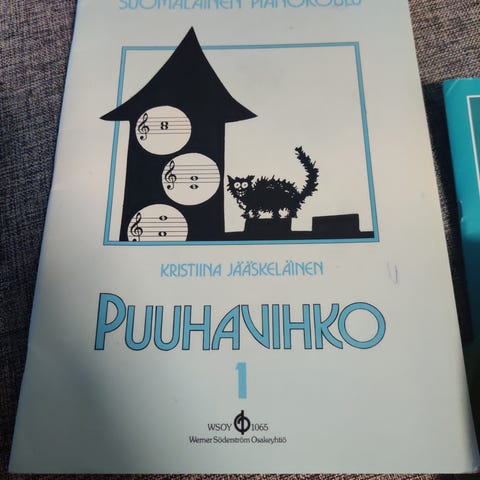 SUOMALAINEN PIANOKOULU
KRISTIINA JÄÄSKELÄINEN
PUUHAVIHKO
1
WSOY 1065
Werner Söderström Osakeyhtiö